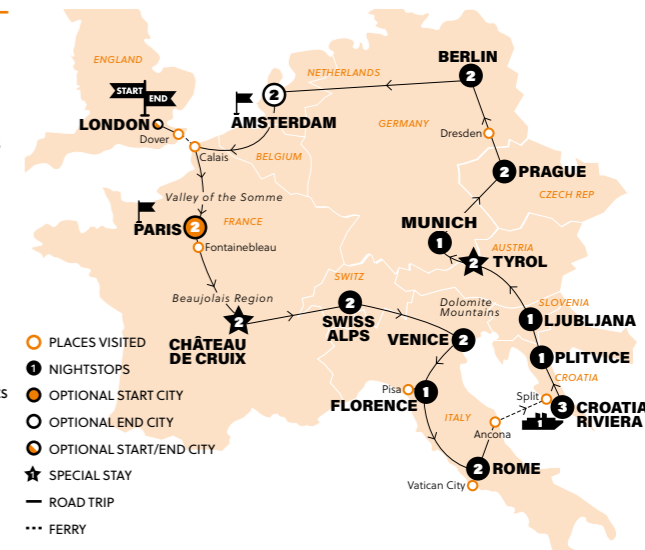 ENGLAND
START
END
LONDON
Dover
Calais
NETHERLANDS
2
AMSTERDAM
BERLIN
2
GERMANY
Dresden
BELGIUM
2
PRAGUE
CZECH REP
Valley of the Somme
PARIS
2
FRANCE
Fontainebleau
MUNICH
1
AUSTRIA
2
TYROL
SWITZ
Beaujolais Region
2
CHÂTEAU
DE CRUIX
2
SWISS
ALPS
Dolomite
Mountains
SLOVENIA
1
LJUBLJANA
VENICE
2
1
PLITVICE
CROATIA
Pisa
1
FLORENCE
ITALY
Split
3
CROATIA
RIVIERA
1
Ancona
2
ROME
Vatican City
PLACES VISITED
1
NIGHTSTOPS
OPTIONAL START CITY
OPTIONAL END CITY
OPTIONAL START/END CITY
1
SPECIAL STAY
ROAD TRIP
FERRY